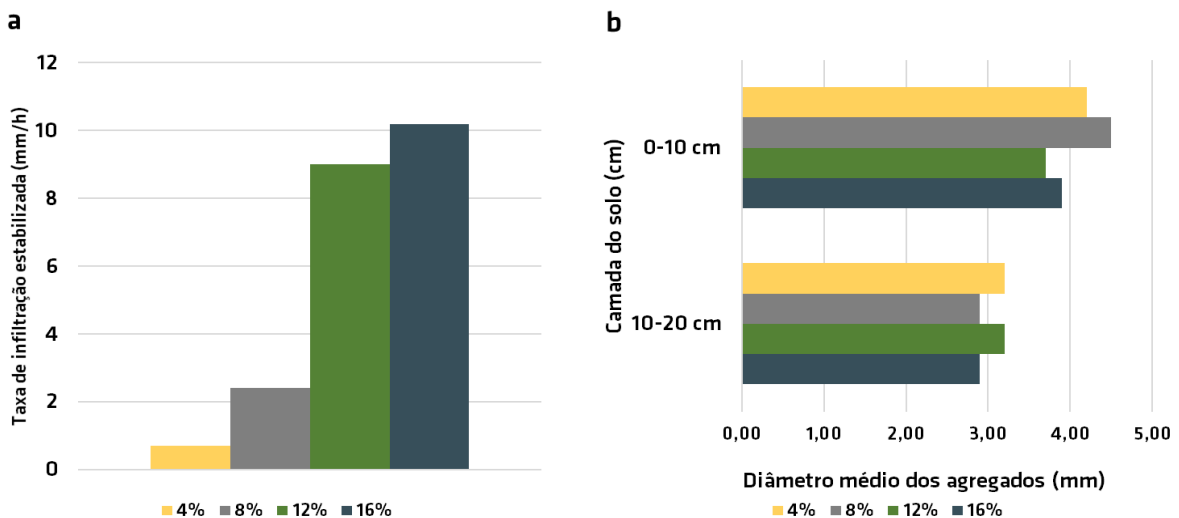 a
Taxa de infiltração estabilizada (mm/h)
12
10
8
6
4
2
0
4% 8% 12% 16%
b
Camada do solo (cm)
0-10 cm
10-20 cm
0,00 1,00 2,00 3,00 4,00 5,00
Diâmetro médio dos agregados (mm)
4% 8% 12% 16%